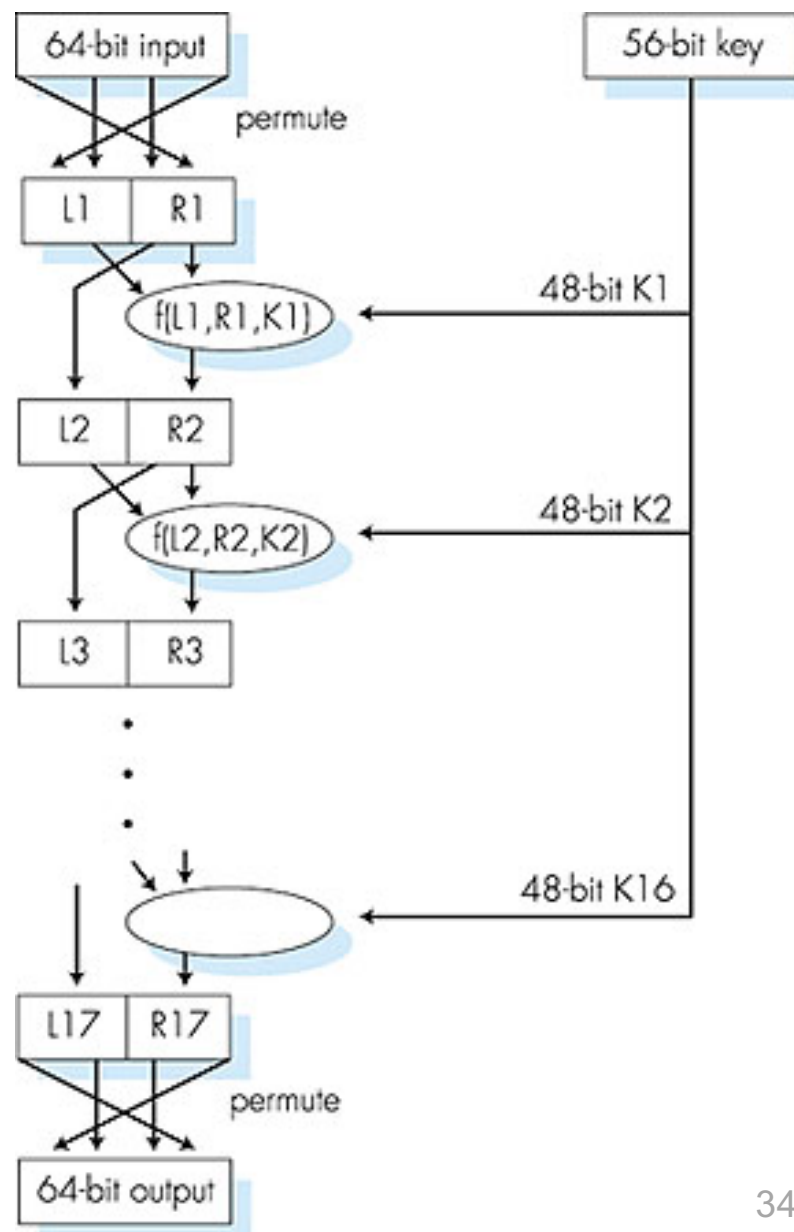 64-bit input
56-bit key
permute
L1 R1
48-bit K1
f(L1,R1,K1)
L2 R2
48-bit K2
f(L2,R2,K2)
L3 R3
48-bit K16
L17 R17
permute
64-bit output
34